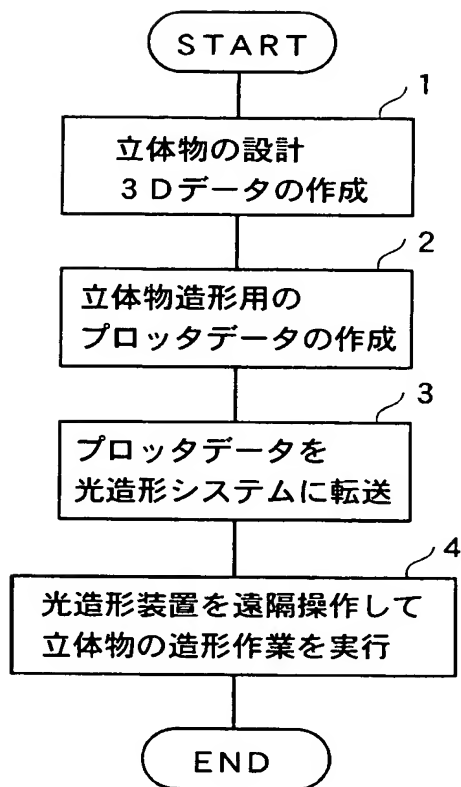 START
1
立体物の設計
3Dデータの作成
2
立体物造形用の
プロッタデータの作成
3
プロッタデータを
光造形システムに転送
4
光造形装置を遠隔操作して
立体物の造形作業を実行
END